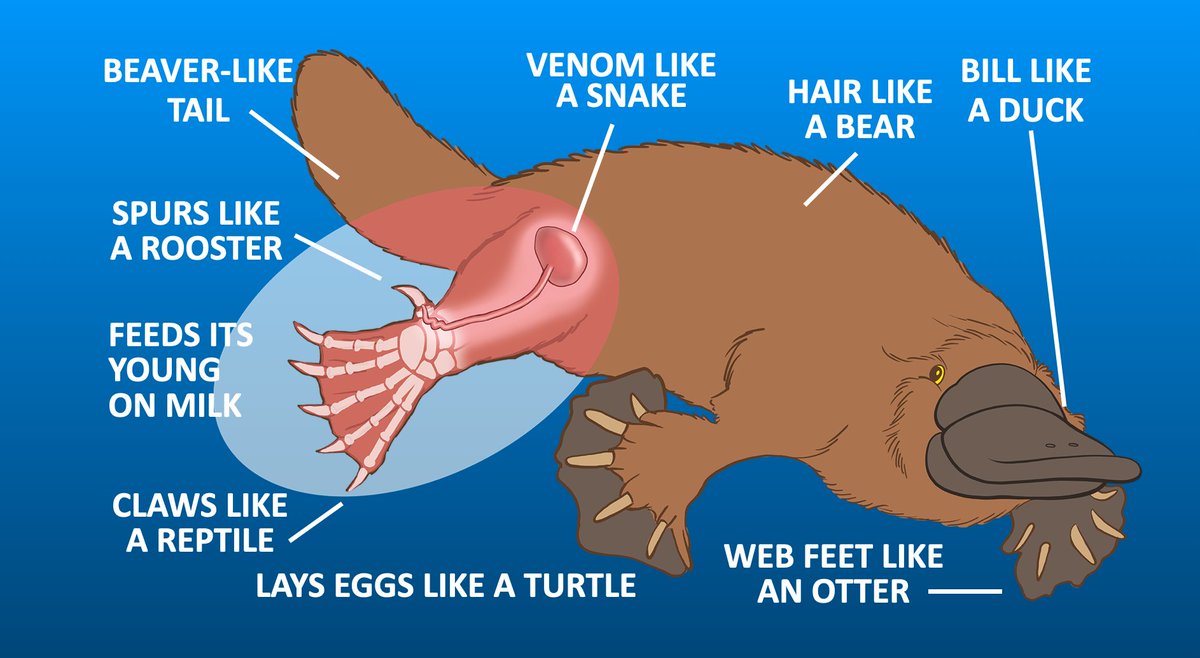 BEAVER-LIKE
TAIL
VENOM LIKE
A SNAKE
HAIR LIKE
A BEAR
BILL LIKE
A DUCK
SPURS LIKE
A ROOSTER
FEEDS ITS
YOUNG
ON MILK
CLAWS LIKE
A REPTILE
LAYS EGGS LIKE A TURTLE
WEB FEET LIKE
AN OTTER